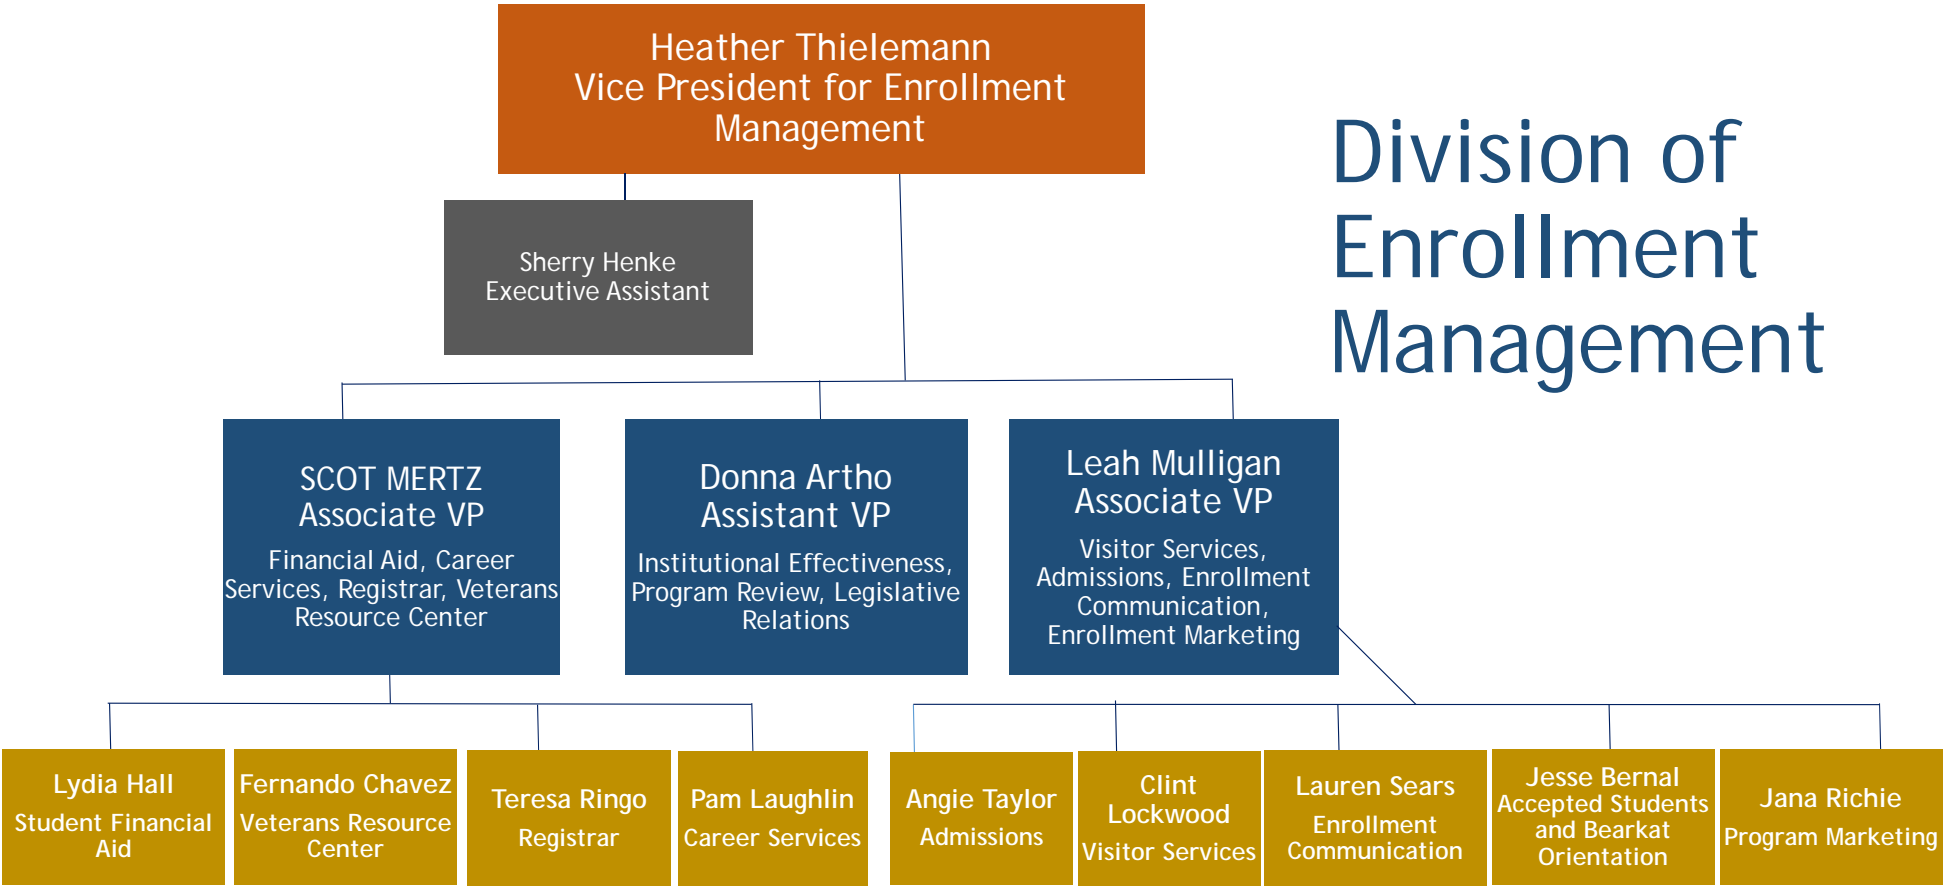 Heather Thielemann
Vice President for Enrollment
Management
Division of
Enrollment
Management
Sherry Henke
Executive Assistant
SCOT MERTZ
Associate VP
Financial Aid, Career
Services, Registrar, Veterans
Resource Center
Donna Artho
Assistant VP
Institutional Effectiveness,
Program Review, Legislative
Relations
Leah Mulligan
Associate VP
Visitor Services,
Admissions, Enrollment
Communication,
Enrollment Marketing
Lydia Hall
Student Financial
Aid
Fernando Chavez
Veterans Resource
Center
Teresa Ringo
Registrar
Pam Laughlin
Career Services
Angie Taylor
Admissions
Clint
Lockwood
Visitor Services
Lauren Sears
Enrollment
Communication
Jesse Bernal
Accepted Students
and Bearkat
Orientation
Jana Richie
Program Marketing